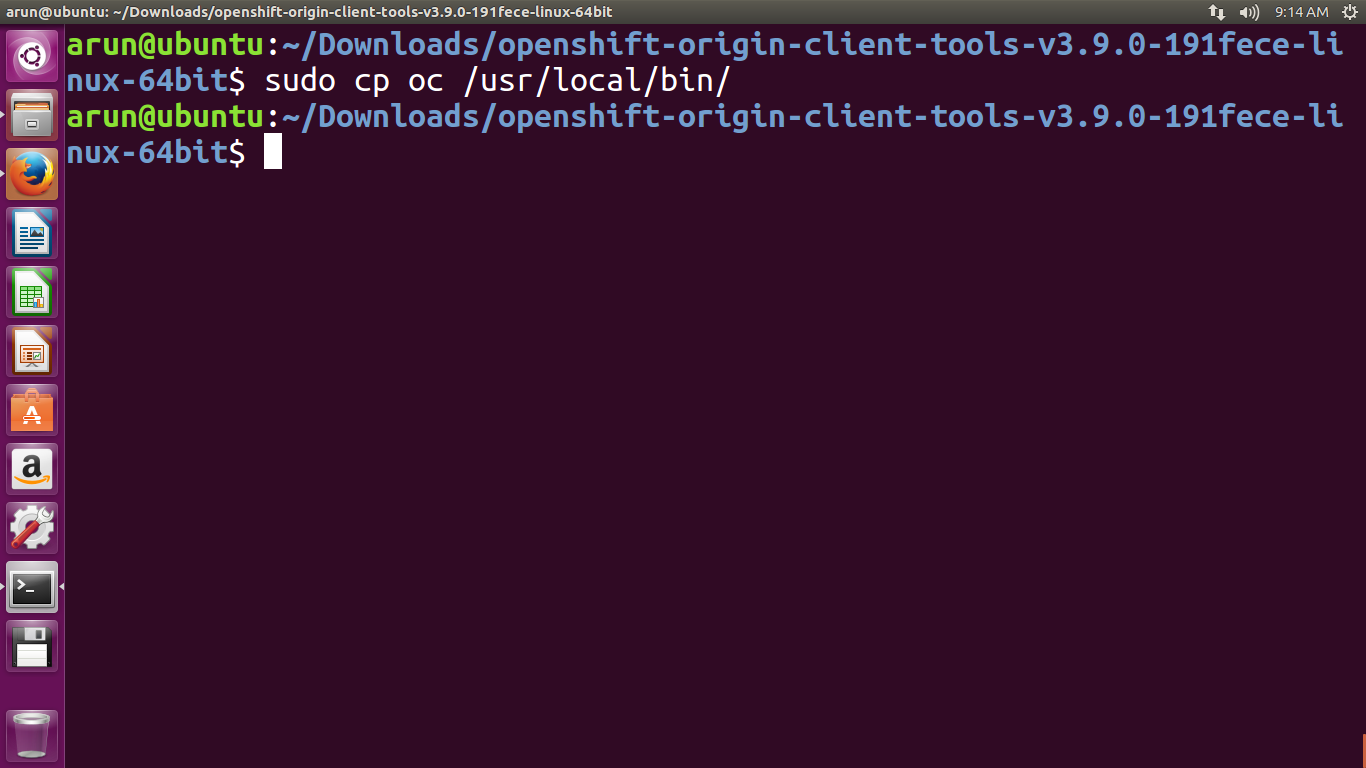 arun@ubuntu: ~/Downloads/openshift-origin-client-tools-v3.9.0-191fece-linux-64bit
9:14 AM
arun@ubuntu:~/Downloads/openshift-origin-client-tools-v3.9.0-191fece-li
nux-64bit$ sudo cp oc /usr/local/bin/
arun@ubuntu:~/Downloads/openshift-origin-client-tools-v3.9.0-191fece-li
nux-64bit$